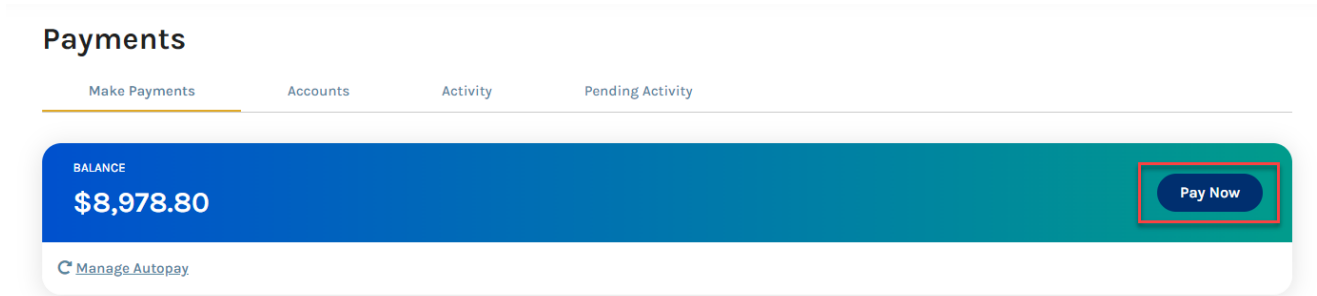 Payments
Make Payments Accounts Activity Pending Activity
BALANCE
$8,978.80
Pay Now
Manage Autopay